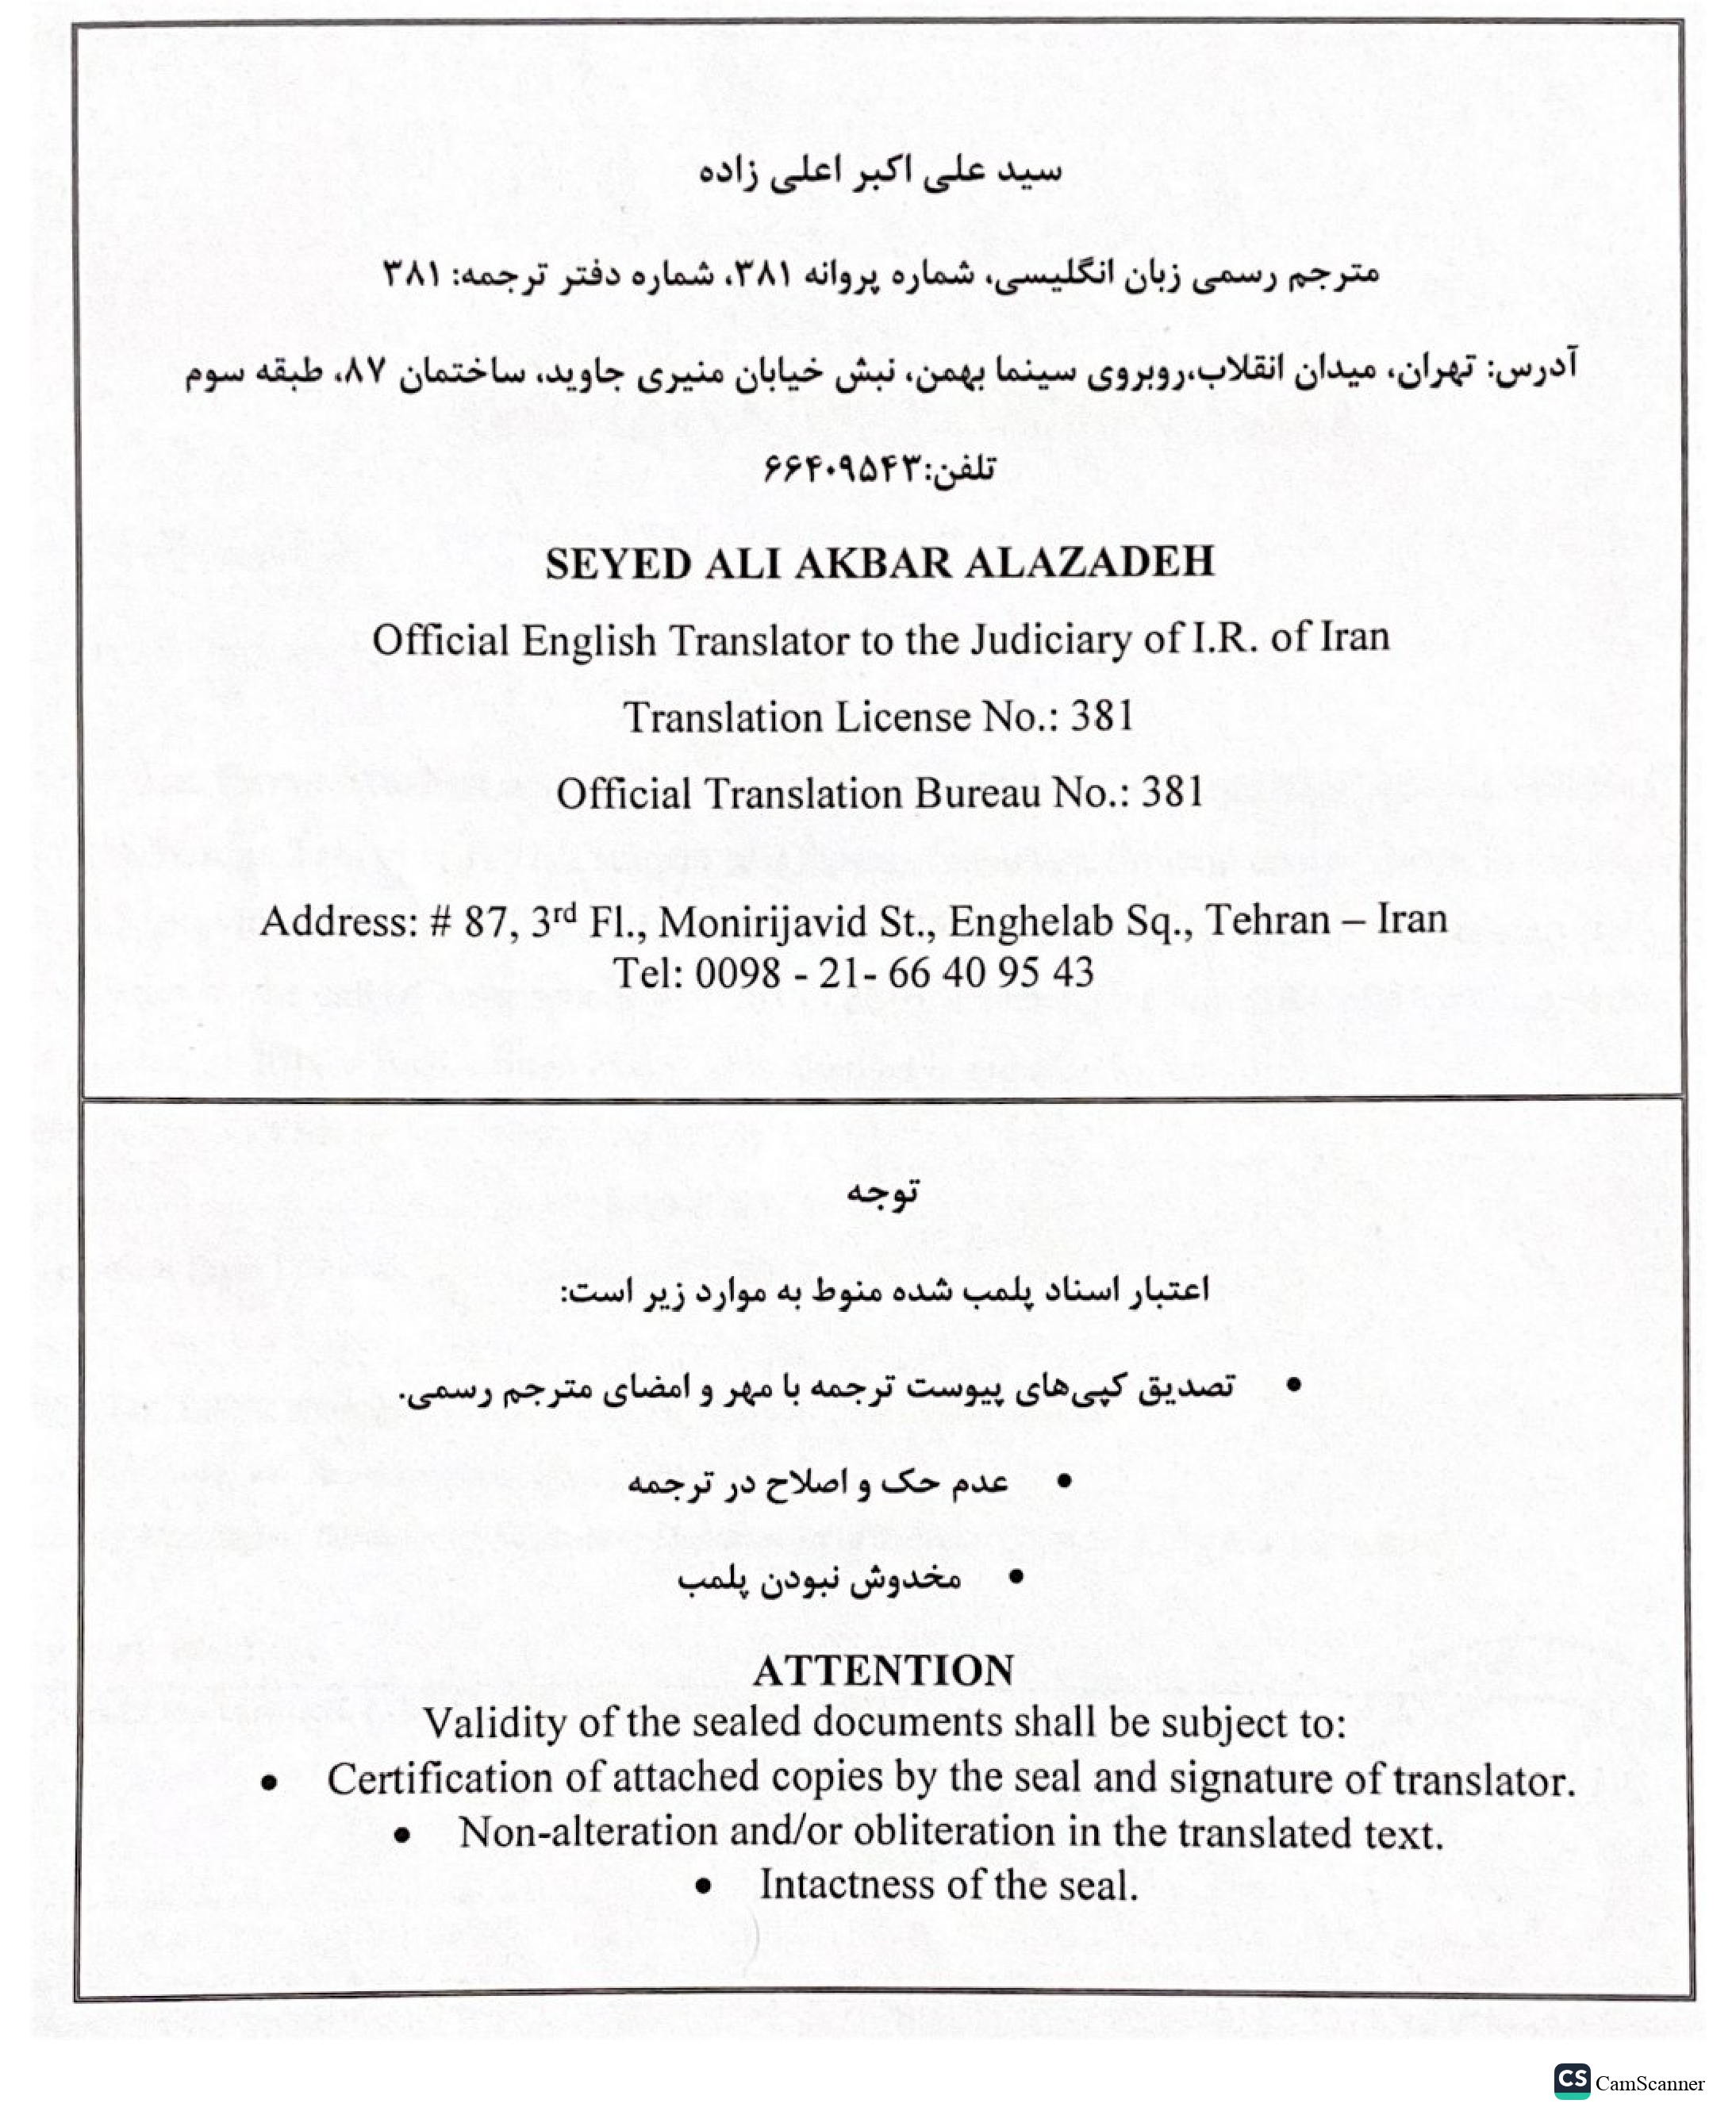 سید علی اکبر اعلی زاده
مترجم رسمی زبان انگلیسی، شماره پروانه ۳۸۱، شماره دفتر ترجمه: ۳۸۱
آدرس: تهران، میدان انقلاب،روبروی سینما بهمن، نبش خیابان منیری جاوید، ساختمان ۸۷، طبقه سوم
تلفن:۶۶۴۰۹۵۴۳
SEYED ALI AKBAR ALAZADEH
Official English Translator to the Judiciary of I.R. of Iran
Translation License No.: 381
Official Translation Bureau No.: 381
Address: # 87, 3rd Fl., Monirijavid St., Enghelab Sq., Tehran – Iran
Tel: 0098 - 21- 66 40 95 43
توجه
اعتبار اسناد پلمب شده منوط به موارد زیر است:
• تصدیق کپی‌های پیوست ترجمه با مهر و امضای مترجم رسمی.
• عدم حک و اصلاح در ترجمه
• مخدوش نبودن پلمب
ATTENTION
Validity of the sealed documents shall be subject to:
• Certification of attached copies by the seal and signature of translator.
• Non-alteration and/or obliteration in the translated text.
• Intactness of the seal.
CS CamScanner